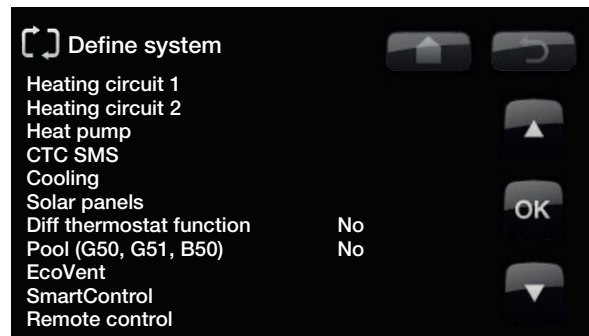 Define system
Heating circuit 1
Heating circuit 2
Heat pump
CTC SMS
Cooling
Solar panels
OK
Diff thermostat function No
Pool (G50, G51, B50) No
EcoVent
SmartControl
Remote control